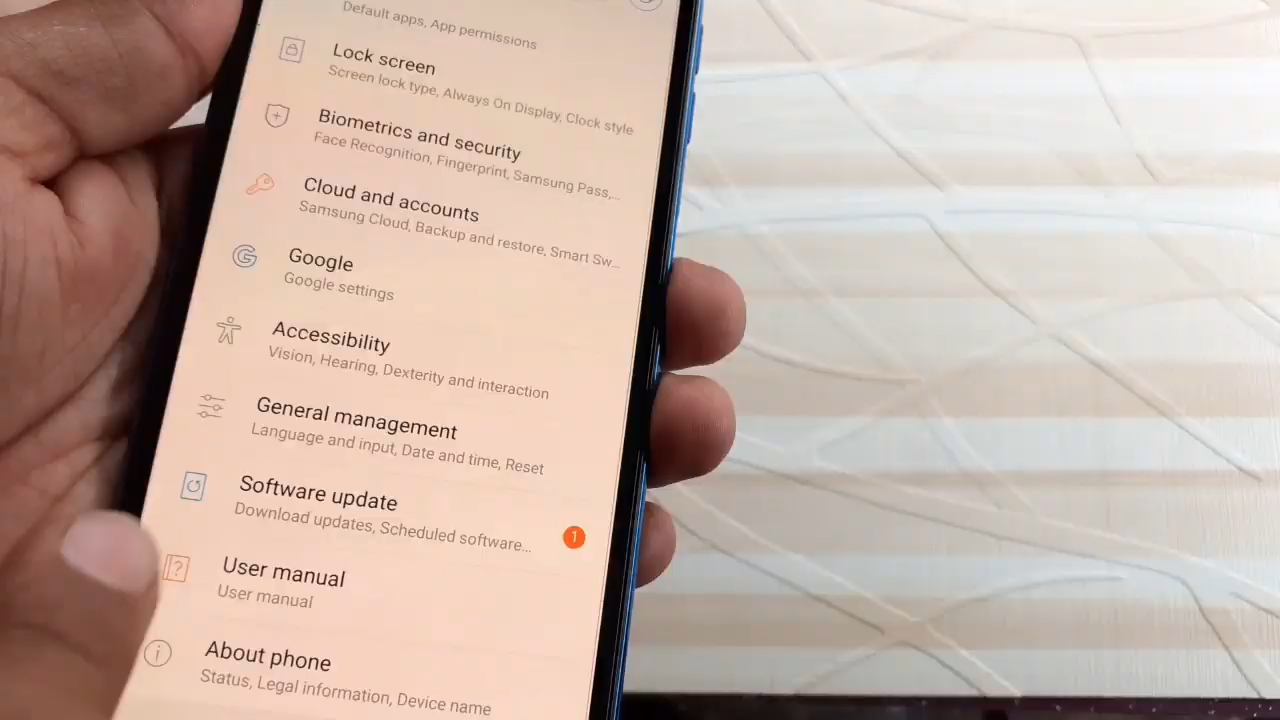 Default apps, App permissions
Lock screen
Screen lock type, Always On Display, Clock style
Biometrics and security
Face Recognition, Fingerprint, Samsung Pass,...
Cloud and accounts
Samsung Cloud, Backup and restore, Smart Sw...
Google
Google settings
Accessibility
Vision, Hearing, Dexterity and interaction
General management
Language and input, Date and time, Reset
Software update
Download updates, Scheduled software...
1
User manual
User manual
About phone
Status, Legal information, Device name